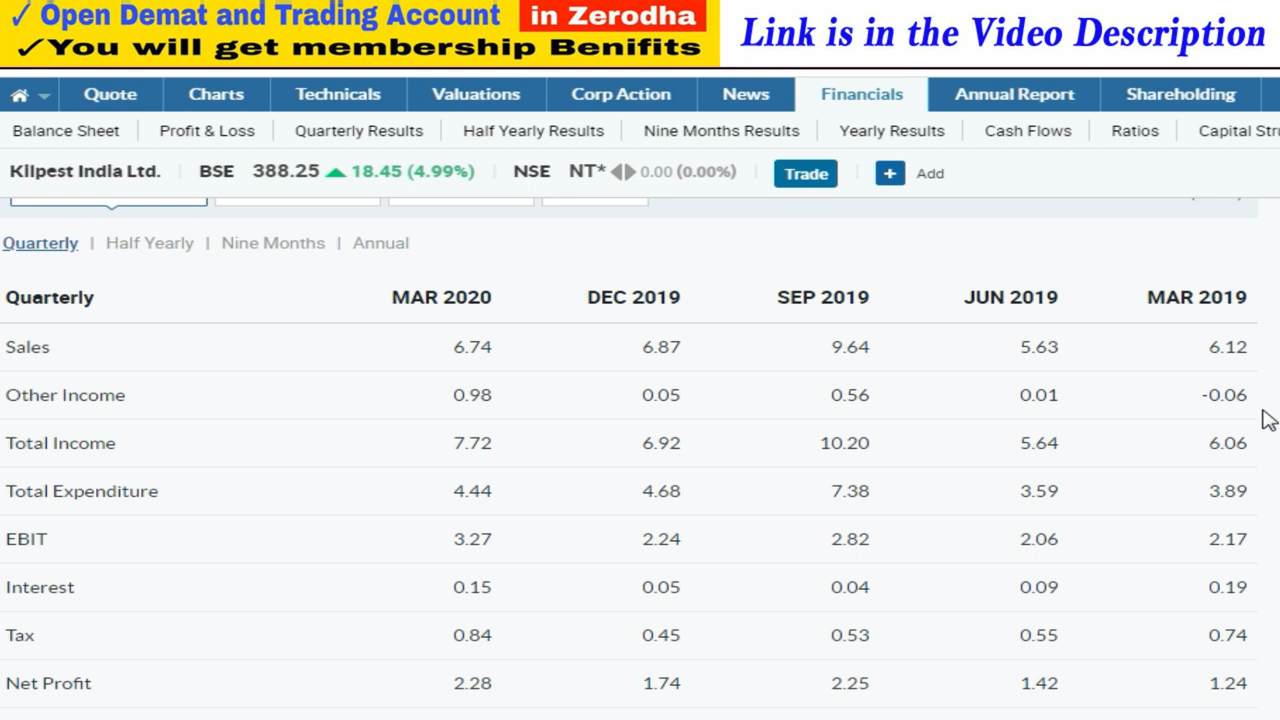 ✓ Open Demat and Trading Account in Zerodha
✓You will get membership Benifits
Link is in the Video Description
Quote Charts Technicals Valuations Corp Action News Financials Annual Report Shareholding
Balance Sheet Profit & Loss Quarterly Results Half Yearly Results Nine Months Results Yearly Results Cash Flows Ratios Capital Stru
Kilpest India Ltd. BSE 388.25 18.45 (4.99%) NSE NT* 0.00 (0.00%) Trade + Add
Quarterly | Half Yearly | Nine Months | Annual
Quarterly MAR 2020 DEC 2019 SEP 2019 JUN 2019 MAR 2019
Sales 6.74 6.87 9.64 5.63 6.12
Other Income 0.98 0.05 0.56 0.01 -0.06
Total Income 7.72 6.92 10.20 5.64 6.06
Total Expenditure 4.44 4.68 7.38 3.59 3.89
EBIT 3.27 2.24 2.82 2.06 2.17
Interest 0.15 0.05 0.04 0.09 0.19
Tax 0.84 0.45 0.53 0.55 0.74
Net Profit 2.28 1.74 2.25 1.42 1.24